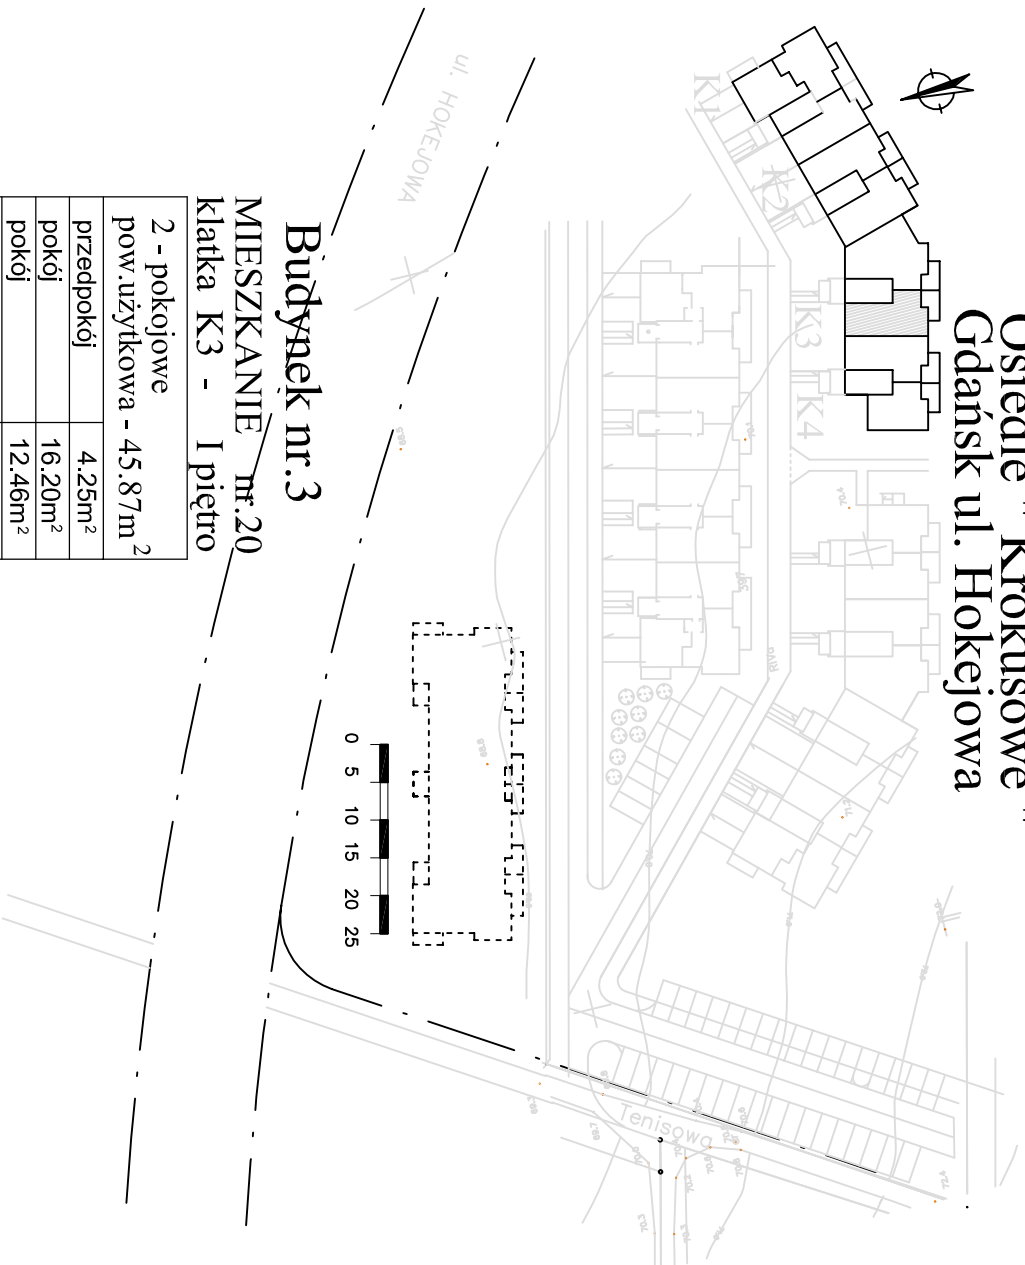 Osiedle " Krokusowe "
Gdańsk ul. Hokejowa
K1
K2
K3
K4
ul. HOKEJOWA
Budynek nr.3
MIESZKANIE nr.20
klatka K3 - I piętro
2 - pokojowe
pow.użytkowa - 45.87m²
przedpokój 4.25m²
pokój 16.20m²
pokój 12.46m²
0 5 10 15 20 25
Tenisowa